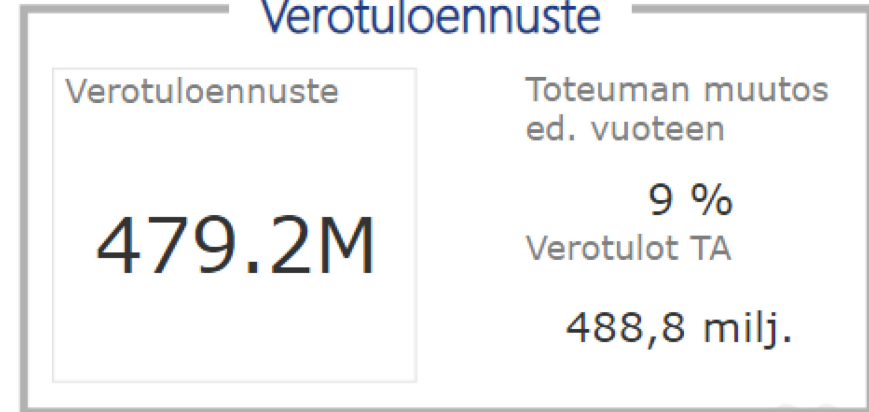 Verotuloennuste
Verotuloennuste
479.2M
Toteuman muutos
ed. vuoteen
9 %
Verotulot TA
488,8 milj.